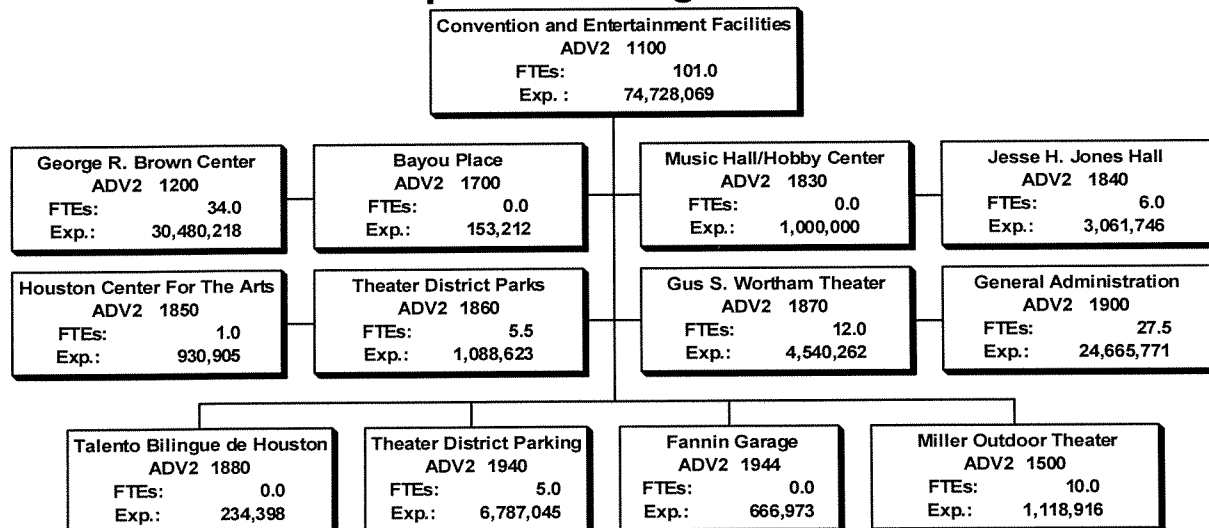 Convention and Entertainment Facilities
ADV2 1100
FTEs: 101.0
Exp. : 74,728,069
George R. Brown Center
ADV2 1200
FTEs: 34.0
Exp.: 30,480,218
Bayou Place
ADV2 1700
FTEs: 0.0
Exp.: 153,212
Music Hall/Hobby Center
ADV2 1830
FTEs: 0.0
Exp.: 1,000,000
Jesse H. Jones Hall
ADV2 1840
FTEs: 6.0
Exp.: 3,061,746
Houston Center For The Arts
ADV2 1850
FTEs: 1.0
Exp.: 930,905
Theater District Parks
ADV2 1860
FTEs: 5.5
Exp.: 1,088,623
Gus S. Wortham Theater
ADV2 1870
FTEs: 12.0
Exp.: 4,540,262
General Administration
ADV2 1900
FTEs: 27.5
Exp.: 24,665,771
Talento Bilingue de Houston
ADV2 1880
FTEs: 0.0
Exp.: 234,398
Theater District Parking
ADV2 1940
FTEs: 5.0
Exp.: 6,787,045
Fannin Garage
ADV2 1944
FTEs: 0.0
Exp.: 666,973
Miller Outdoor Theater
ADV2 1500
FTEs: 10.0
Exp.: 1,118,916